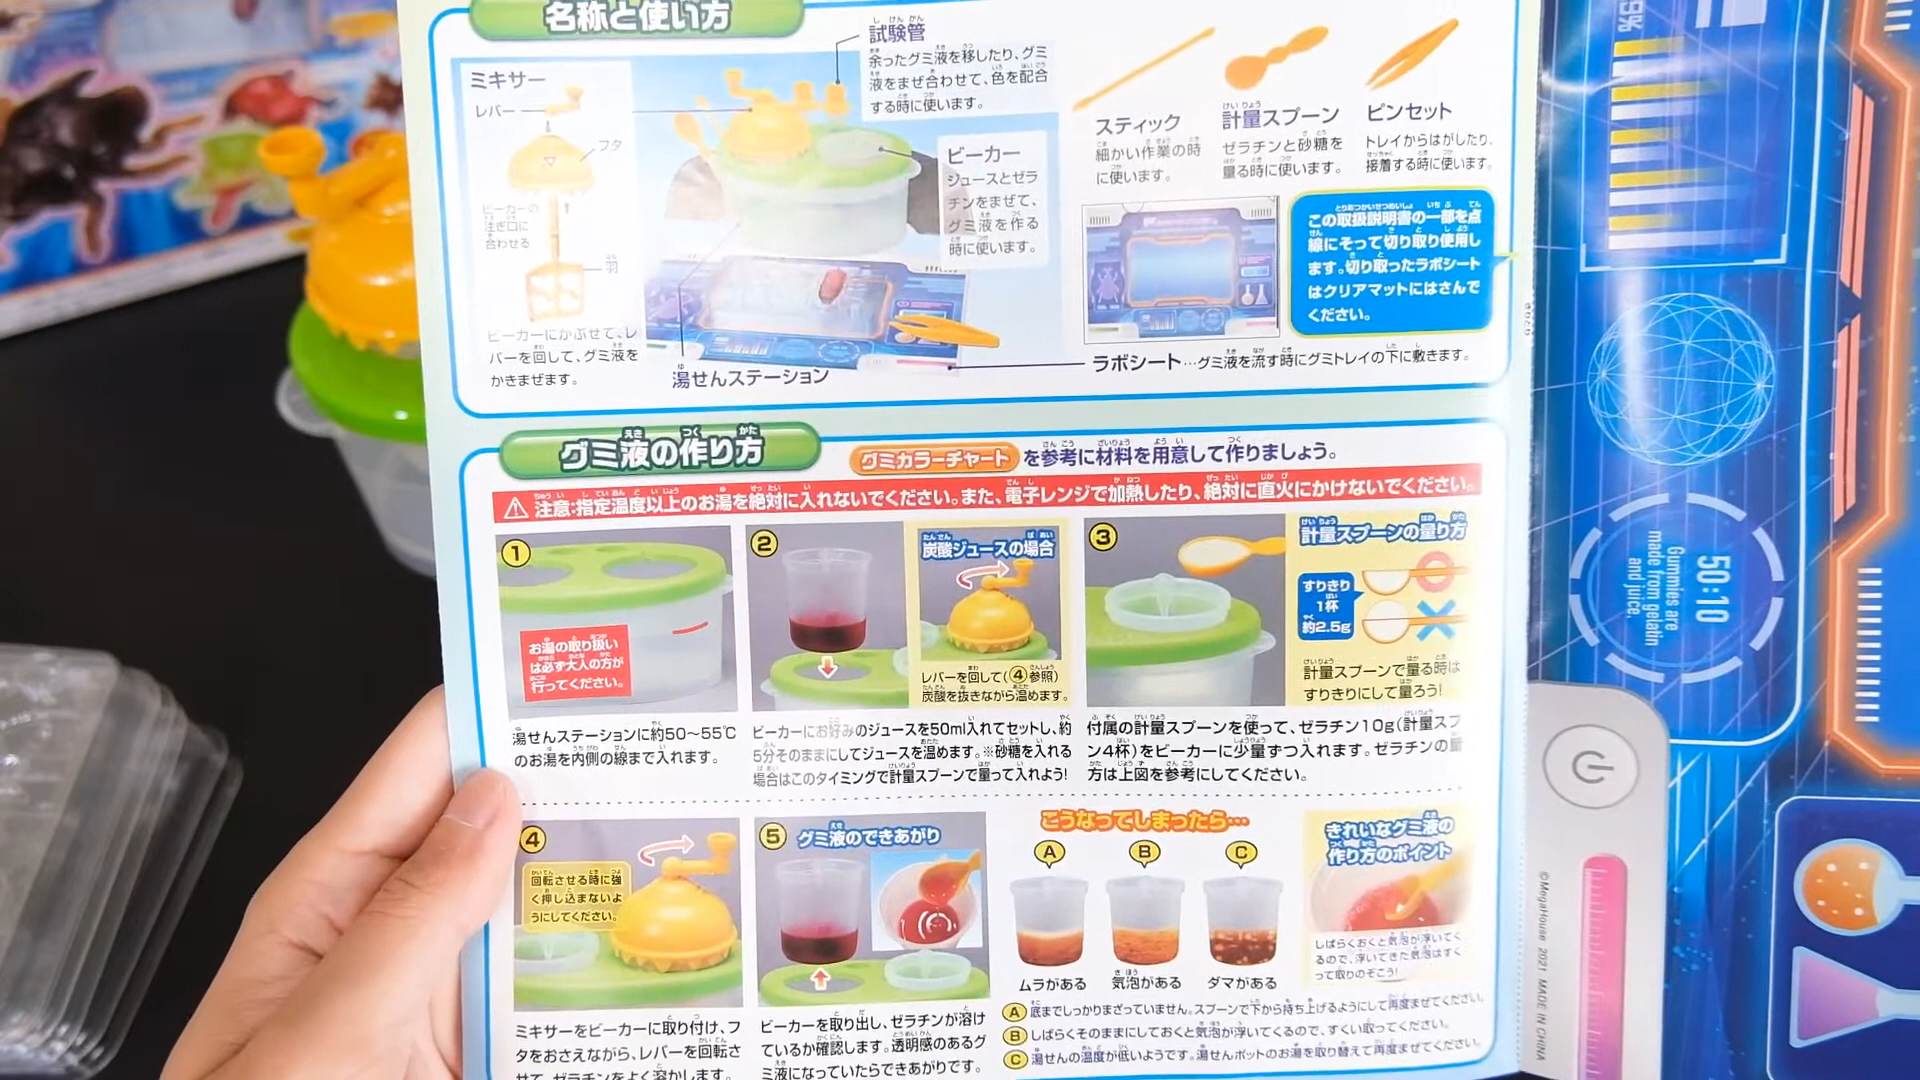 名称と使い方
ミキサー
レバー
フタ
ビーカーの
注ぎ口に
合わせる
羽
ビーカーにかぶせて、レ
バーを回して、グミ液を
かきまぜます。
試験管
余ったグミ液を移したり、グミ
液をまぜ合わせて、色を配合
する時に使います。
ビーカー
ジュースとゼラ
チンをまぜて、
グミ液を作る
時に使います。
湯せんステーション
スティック
細かい作業の時
に使います。
計量スプーン
ゼラチンと砂糖を
量る時に使います。
ピンセット
トレイからはがしたり、
接着する時に使います。
この取扱説明書の一部を点
線にそって切り取り使用し
ます。切り取ったラボシート
はクリアマットにはさんで
ください。
ラボシート…グミ液を流す時にグミトレイの下に敷きます。
グミ液の作り方
グミカラーチャートを参考に材料を用意して作りましょう。
注意:指定温度以上のお湯を絶対に入れないでください。また、電子レンジで加熱したり、絶対に直火にかけないでください。
①
お湯の取り扱い
は必ず大人の方が
行ってください。
湯せんステーションに約50〜55℃
のお湯を内側の線まで入れます。
②
炭酸ジュースの場合
レバーを回して(④参照)
炭酸を抜きながら温めます。
ビーカーにお好みのジュースを50ml入れてセットし、約
5分そのままにしてジュースを温めます。※砂糖を入れる
場合はこのタイミングで計量スプーンで量って入れよう!
③
計量スプーンの量り方
すりきり
1杯
約2.5g
計量スプーンで量る時は
すりきりにして量ろう!
付属の計量スプーンを使って、ゼラチン10g(計量スプ
ン4杯)をビーカーに少量ずつ入れます。ゼラチンの量
方は上図を参考にしてください。
④
回転させる時に強
く押し込まないよ
うにしてください。
ミキサーをビーカーに取り付け、フ
タをおさえながら、レバーを回転さ
せて、ゼラチンをよく溶かします。
⑤
グミ液のできあがり
ビーカーを取り出し、ゼラチンが溶け
ているか確認します。透明感のあるグ
ミ液になっていたらできあがりです。
こうなってしまったら…
A B C
ムラがある 気泡がある ダマがある
きれいなグミ液の
作り方のポイント
しばらくおくと気泡が浮いてく
るので、浮いてきた気泡はすく
って取りのぞこう!
A 底までしっかりまざっていません。スプーンで下から持ち上げるようにして再度まぜてください。
B しばらくそのままにしておくと気泡が浮いてくるので、すくい取ってください。
C 湯せんの温度が低いようです。湯せんポットのお湯を取り替えて再度まぜてください。
50:10
Gummies are
made from gelatin
and juice.
©MegaHouse 2021 MADE IN CHINA